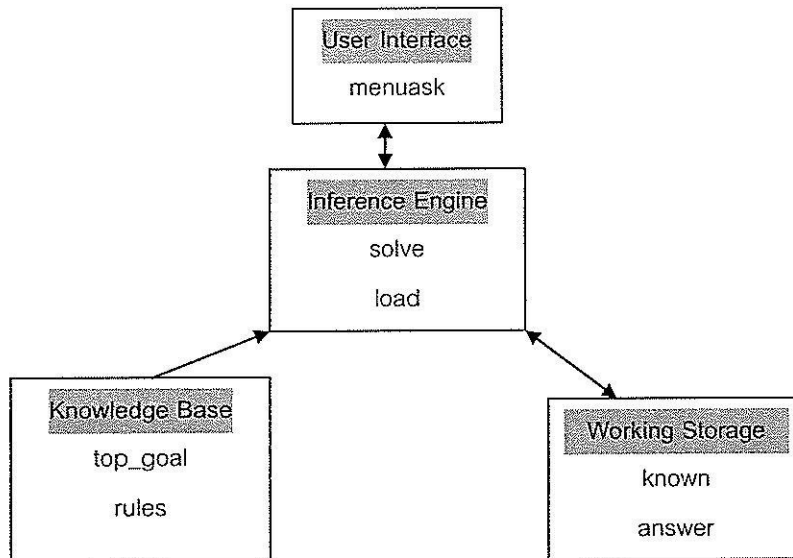 User Interface
menuask
Inference Engine
solve
load
Knowledge Base
top_goal
rules
Working Storage
known
answer